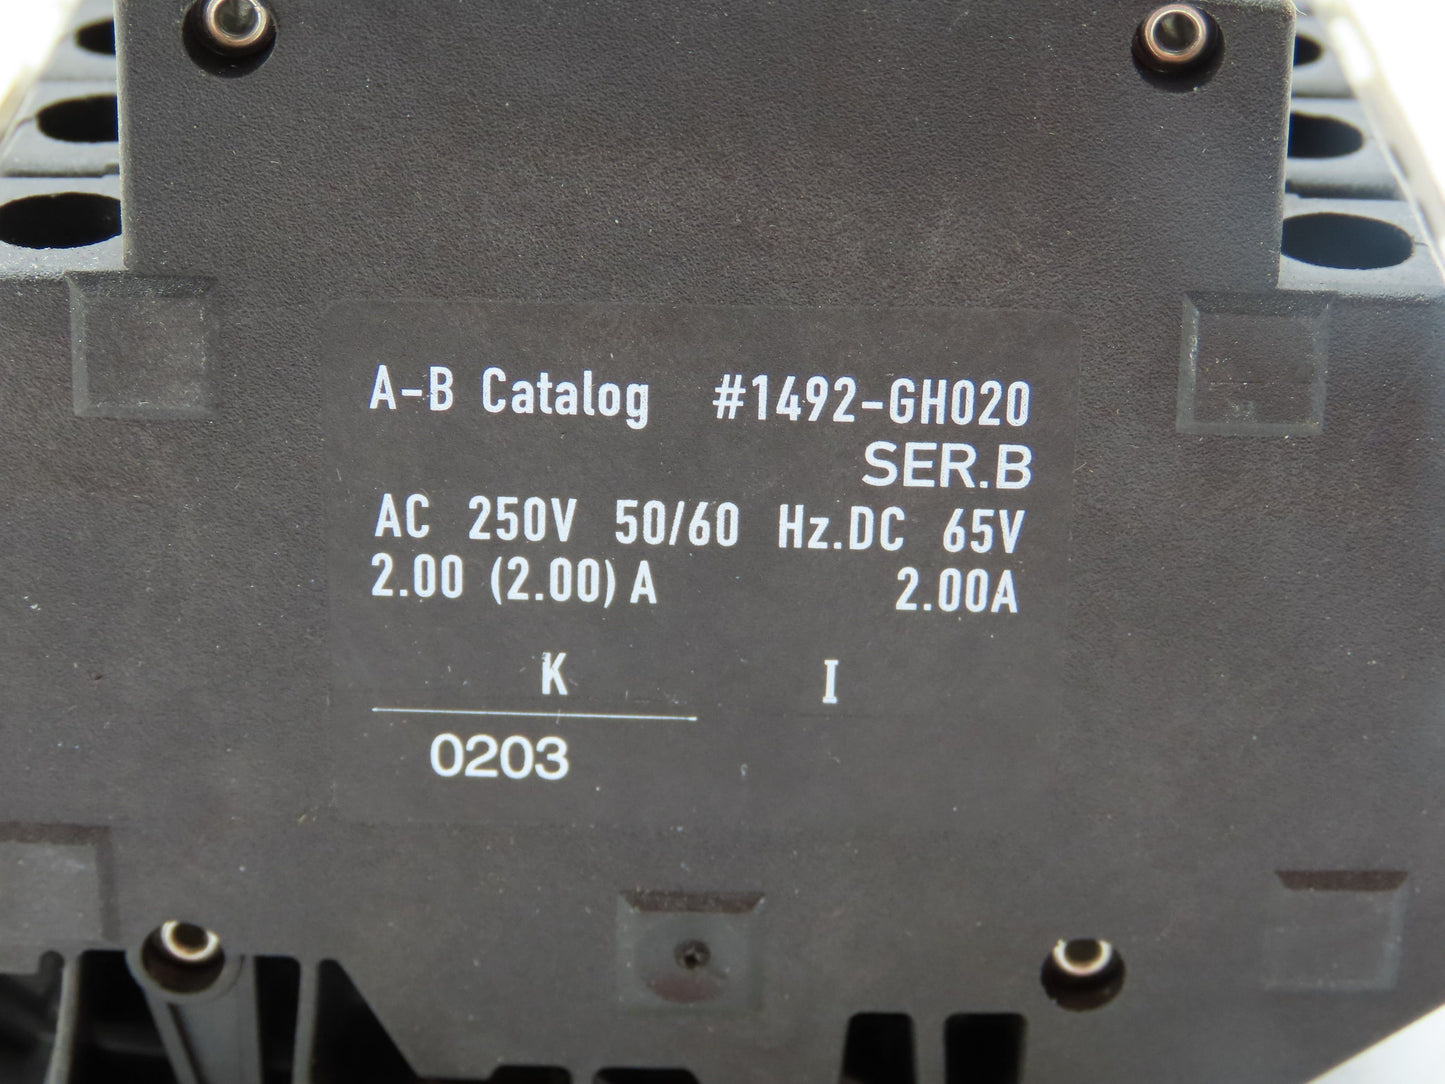 A-B Catalog #1492-GH020
SER.B
AC 250V 50/60 Hz.DC 65V
2.00 (2.00) A 2.00A
K I
0203